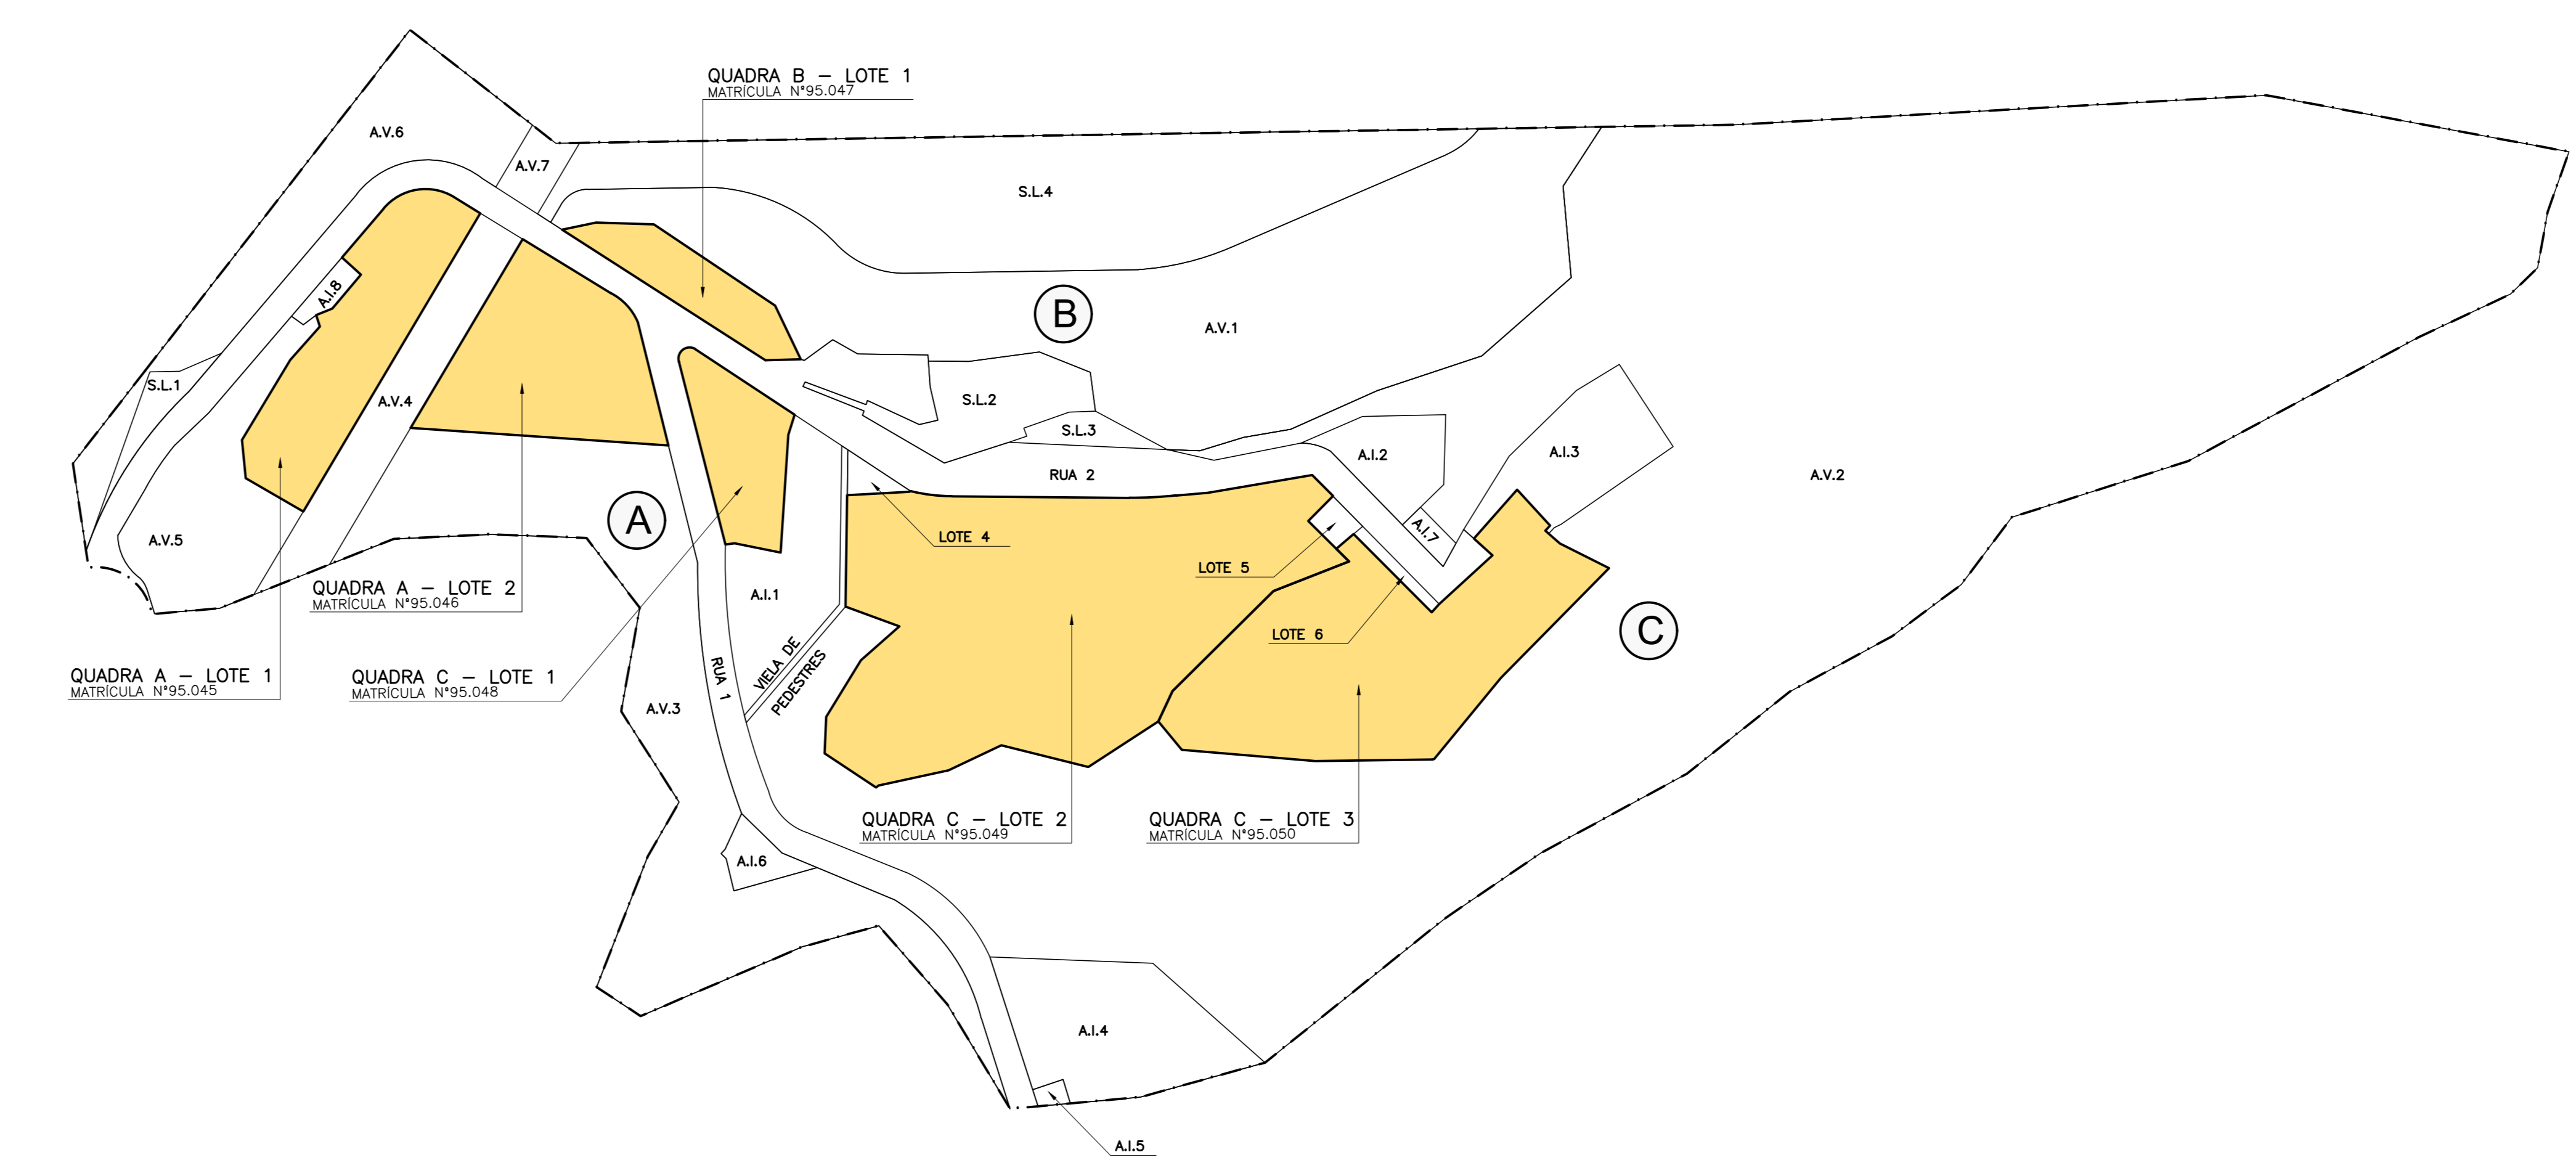 QUADRA B – LOTE 1
MATRÍCULA N°95.047
A.V.6
A.V.7
S.L.4
A.I.8
B
A.V.1
S.L.1
A.V.4
S.L.2
S.L.3
RUA 2
A.I.2
A.I.3
A.V.2
A.V.5
A
LOTE 4
A.I.7
LOTE 5
QUADRA A – LOTE 2
MATRÍCULA N°95.046
A.I.1
LOTE 6
C
QUADRA A – LOTE 1
MATRÍCULA N°95.045
QUADRA C – LOTE 1
MATRÍCULA N°95.048
RUA 1
VIELA DE
PEDESTRES
A.V.3
QUADRA C – LOTE 2
MATRÍCULA N°95.049
QUADRA C – LOTE 3
MATRÍCULA N°95.050
A.I.6
A.I.4
A.I.5